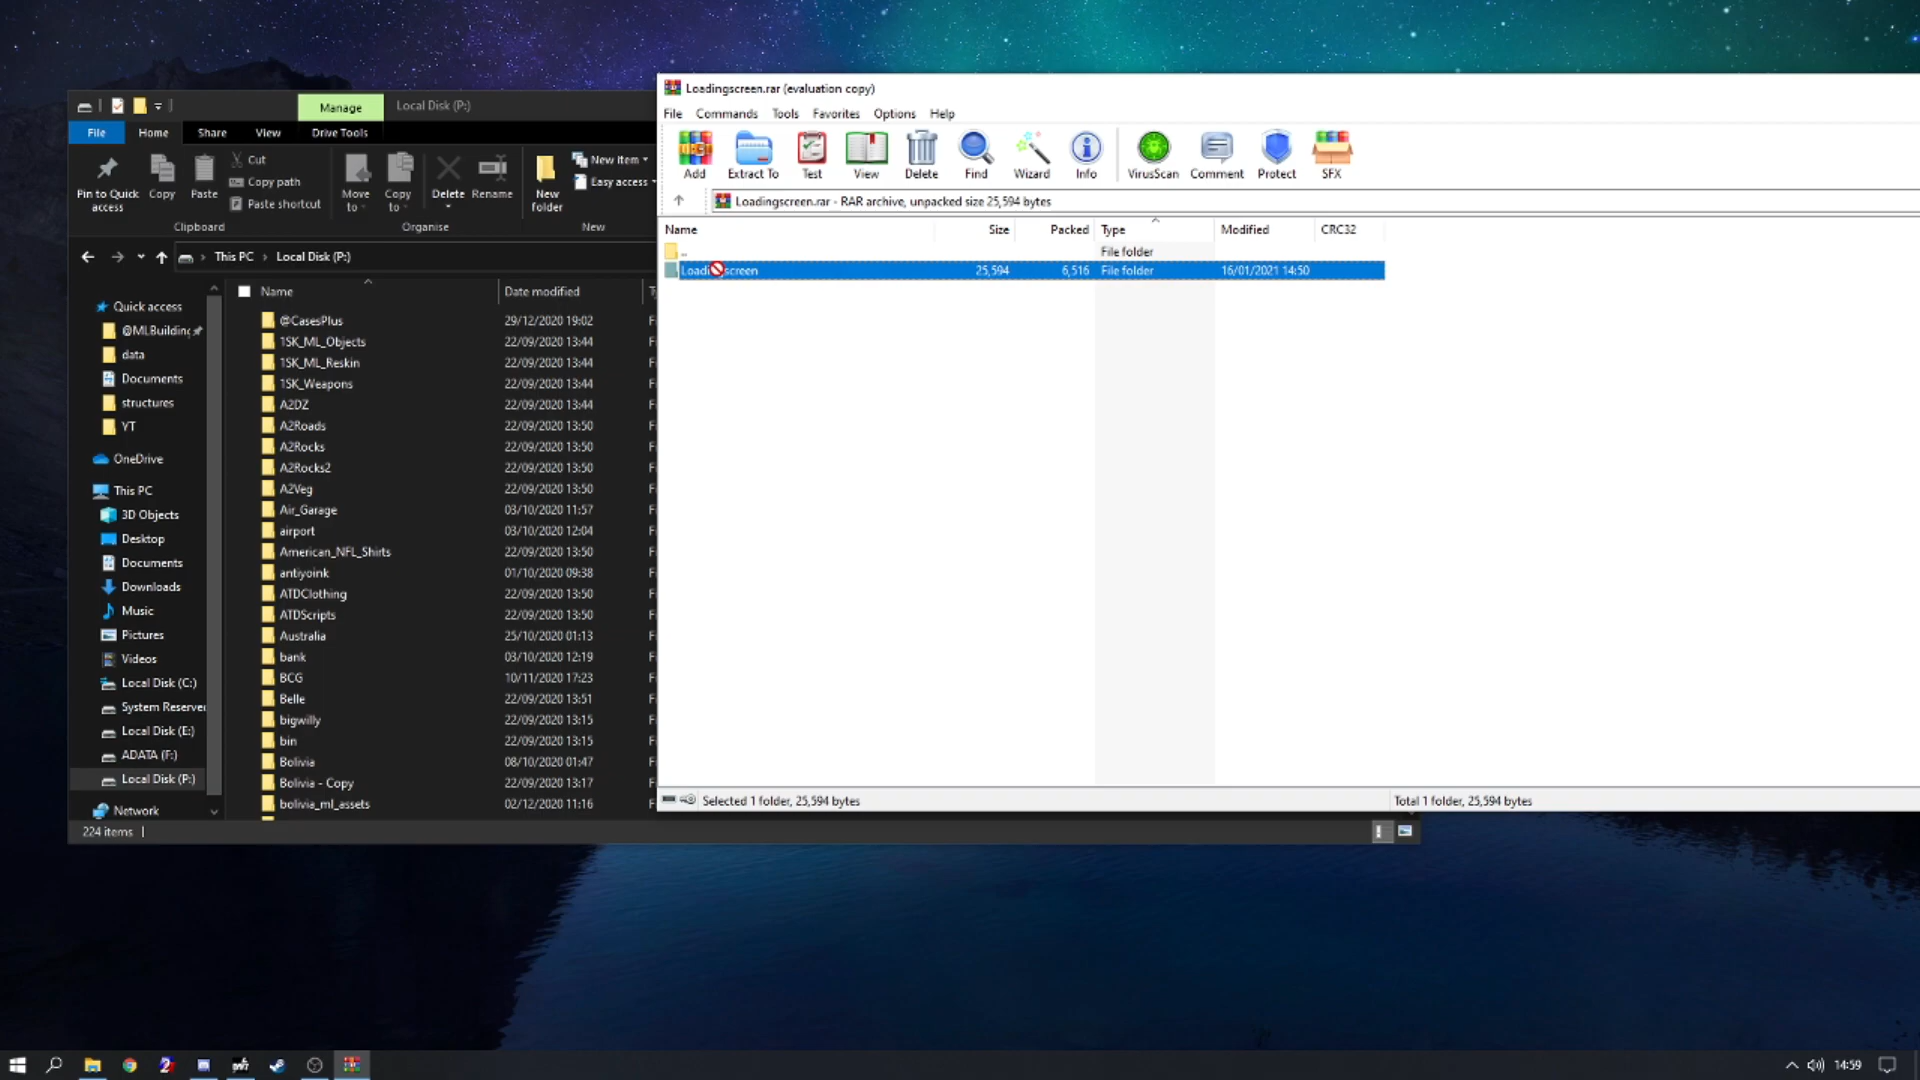 Manage
Local Disk (P:)
File
Home
Share
View
Drive Tools
Pin to Quick access
Copy
Paste
Cut
Copy path
Paste shortcut
Clipboard
Move to
Copy to
Delete
Rename
Organise
New folder
New item
Easy access
New
This PC > Local Disk (P:)
Quick access
data
Documents
structures
YT
OneDrive
This PC
3D Objects
Desktop
Documents
Downloads
Music
Pictures
Videos
Local Disk (C:)
Local Disk (E:)
ADATA (F:)
Local Disk (P:)
Network
Name Date modified
@CasesPlus 29/12/2020 19:02
1SK_ML_Objects 22/09/2020 13:44
1SK_ML_Reskin 22/09/2020 13:44
1SK_Weapons 22/09/2020 13:44
A2DZ 22/09/2020 13:44
A2Roads 22/09/2020 13:50
A2Rocks 22/09/2020 13:50
A2Rocks2 22/09/2020 13:50
A2Veg 22/09/2020 13:50
Air_Garage 03/10/2020 11:57
airport 03/10/2020 12:04
American_NFL_Shirts 22/09/2020 13:50
antiyoink 01/10/2020 09:38
ATDClothing 22/09/2020 13:50
ATDScripts 22/09/2020 13:50
Australia 25/10/2020 01:13
bank 03/10/2020 12:19
BCG 10/11/2020 17:23
Belle 22/09/2020 13:51
bigwilly 22/09/2020 13:15
bin 22/09/2020 13:15
Bolivia 08/10/2020 01:47
Bolivia - Copy 22/09/2020 13:17
bolivia_ml_assets 02/12/2020 11:16
224 items
Loadingscreen.rar (evaluation copy)
File Commands Tools Favorites Options Help
Add Extract To Test View Delete Find Wizard Info VirusScan Comment Protect SFX
Loadingscreen.rar - RAR archive, unpacked size 25,594 bytes
Name Size Packed Type Modified CRC32
.. File folder
25,594 6,516 File folder 16/01/2021 14:50
Selected 1 folder, 25,594 bytes
Total 1 folder, 25,594 bytes
14:59